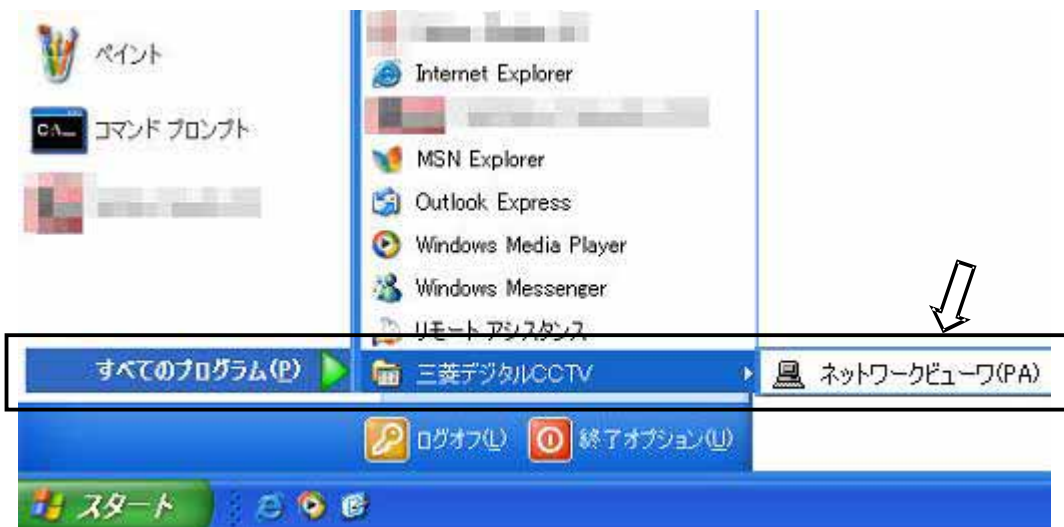 ペイント
C:\_
コマンド プロンプト
Internet Explorer
MSN Explorer
Outlook Express
Windows Media Player
Windows Messenger
リモート アシスタンス
すべてのプログラム(P)
三菱デジタルCCTV
ネットワークビューワ(PA)
ログオフ(L)
終了オプション(U)
スタート